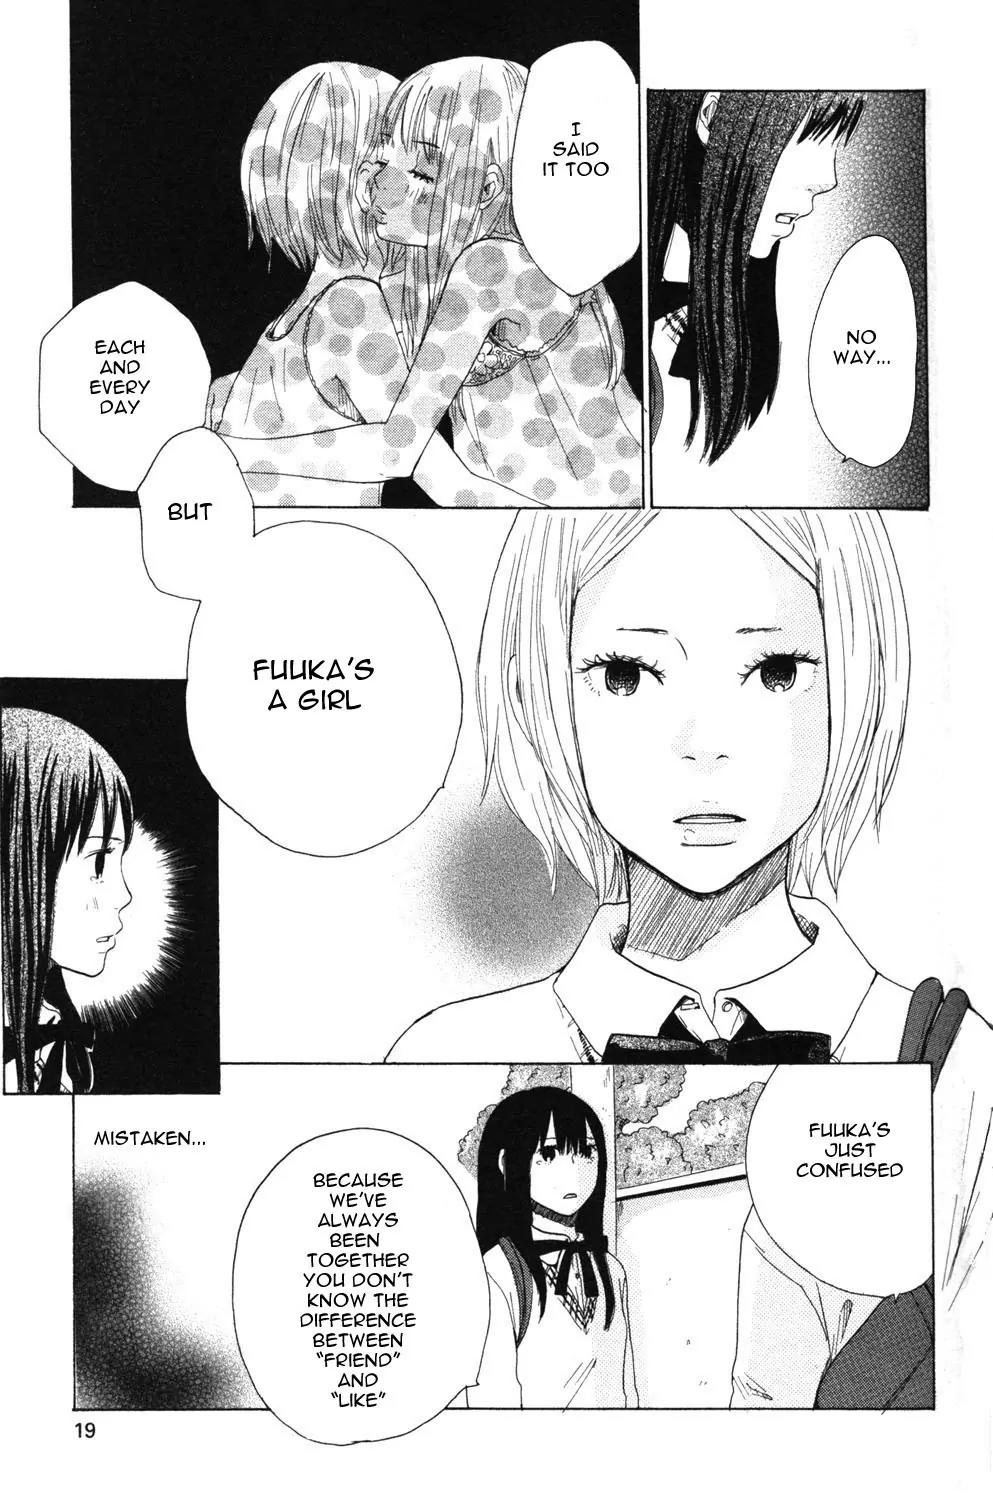 NO
WAY...
I
SAID
IT TOO
EACH
AND
EVERY
DAY
BUT
FUUKA'S
A GIRL
FUUKA'S
JUST
CONFUSED
BECAUSE
WE'VE
ALWAYS
BEEN
TOGETHER
YOU DON'T
KNOW THE
DIFFERENCE
BETWEEN
"FRIEND"
AND
"LIKE"
MISTAKEN...
19